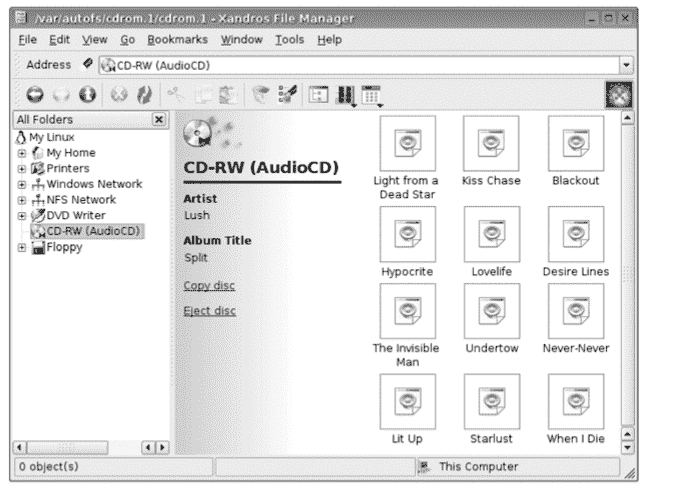 /var/autofs/cdrom.1/cdrom.1 - Xandros File Manager
File Edit View Go Bookmarks Window Tools Help
Address CD-RW (AudioCD)
All Folders
My Linux
My Home
Printers
Windows Network
NFS Network
DVD Writer
CD-RW (AudioCD)
Floppy
CD-RW (AudioCD)
Artist
Lush
Album Title
Split
Copy disc
Eject disc
Light from a
Dead Star
Kiss Chase
Blackout
Hypocrite
Lovelife
Desire Lines
The Invisible
Man
Undertow
Never-Never
Lit Up
Starlust
When I Die
0 object(s)
This Computer